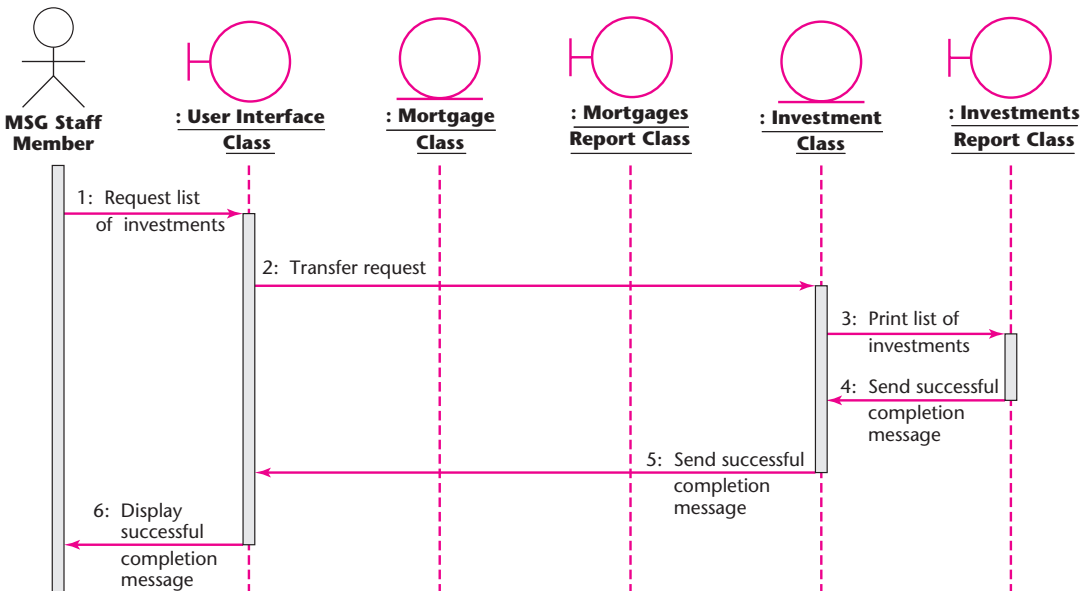 MSG Staff
Member
: User Interface
Class
: Mortgage
Class
: Mortgages
Report Class
: Investment
Class
: Investments
Report Class
1: Request list
of investments
2: Transfer request
3: Print list of
investments
4: Send successful
completion
message
5: Send successful
completion
message
6: Display
successful
completion
message